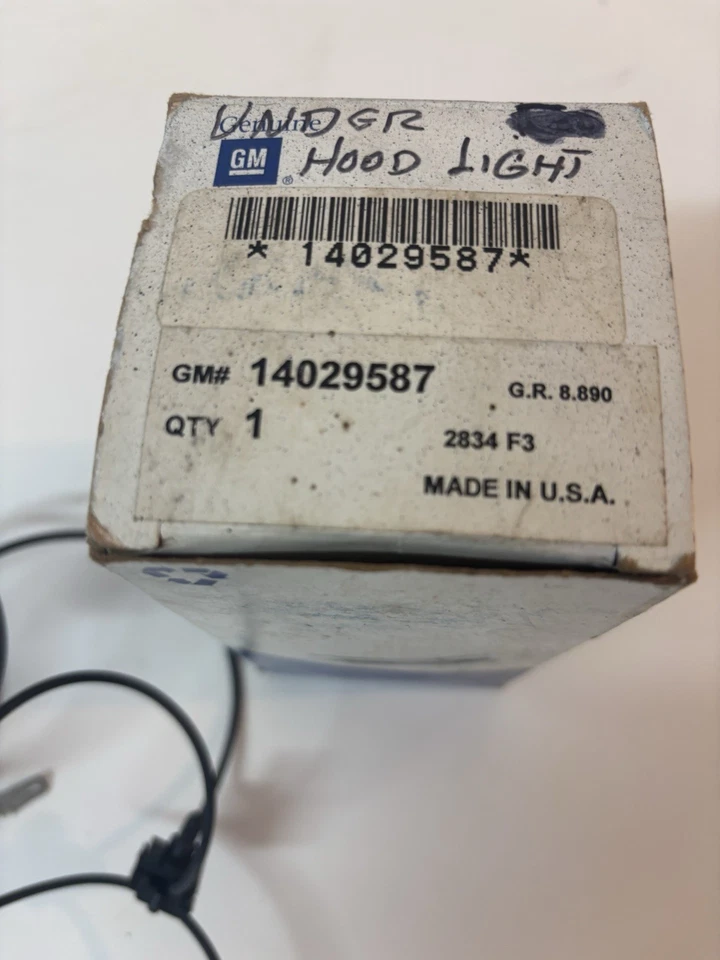 UNDER
Genuine
GM ® HOOD LIGHT
* 14029587*
GM# 14029587 G.R. 8.890
QTY 1 2834 F3
MADE IN U.S.A.